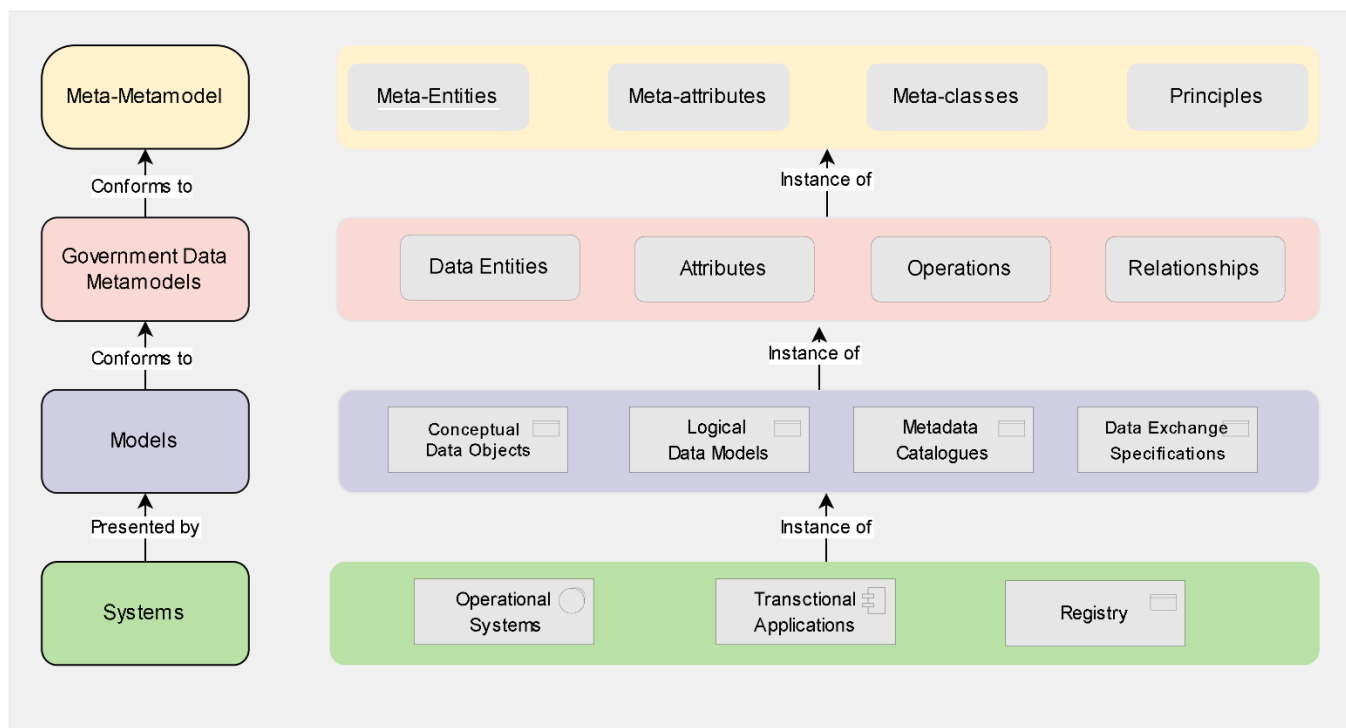 Meta-Metamodel
Meta-Entities
Meta-attributes
Meta-classes
Principles
Conforms to
Instance of
Government Data
Metamodels
Data Entities
Attributes
Operations
Relationships
Conforms to
Instance of
Models
Conceptual
Data Objects
Logical
Data Models
Metadata
Catalogues
Data Exchange
Specifications
Presented by
Instance of
Systems
Operational
Systems
Transctional
Applications
Registry